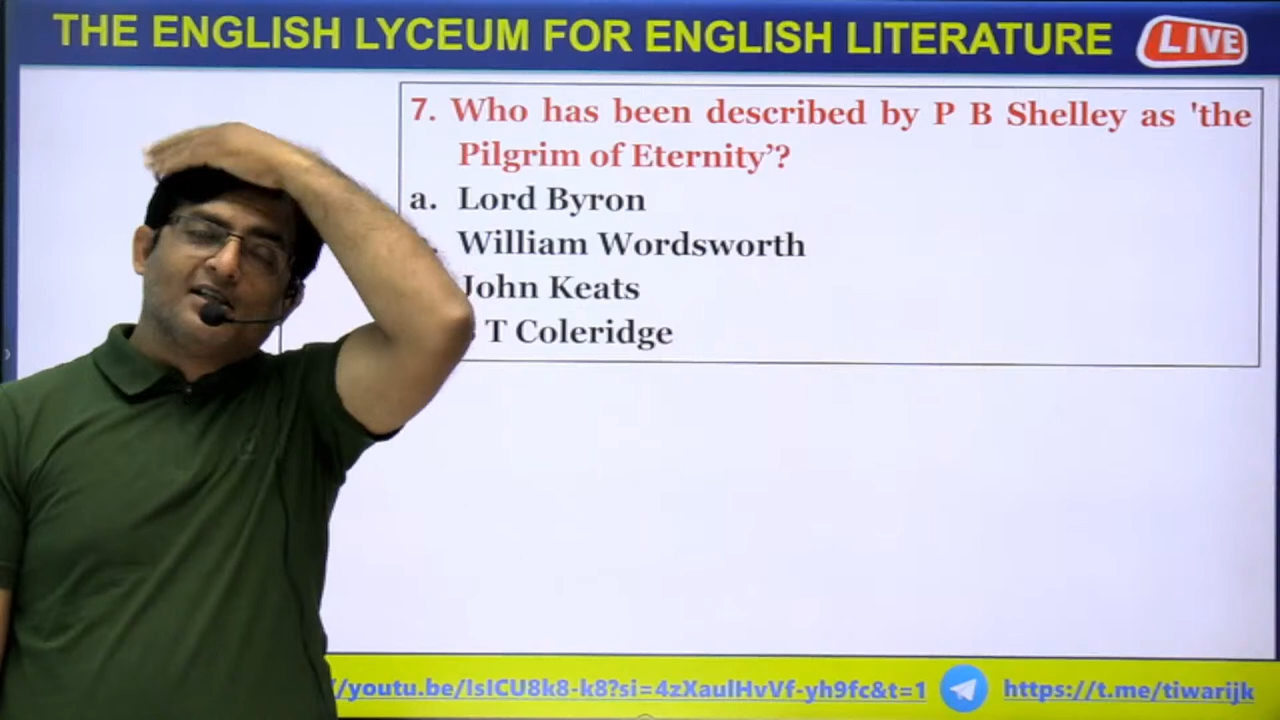 THE ENGLISH LYCEUM FOR ENGLISH LITERATURE
LIVE
7. Who has been described by P B Shelley as 'the
Pilgrim of Eternity’?
a. Lord Byron
William Wordsworth
John Keats
T Coleridge
/youtu.be/IsICU8k8-k8?si=4zXaulHvVf-yh9fc&t=1
https://t.me/tiwarijk